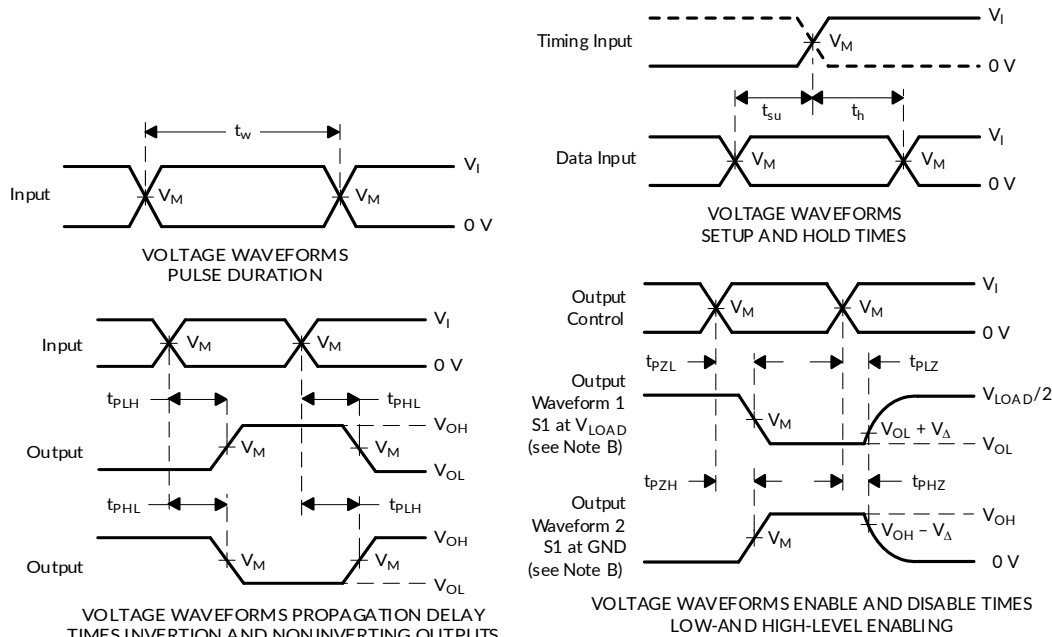 t_w
Input
V_M
V_M
V_I
0 V
VOLTAGE WAVEFORMS
PULSE DURATION
Timing Input
V_M
V_I
0 V
t_su
t_h
Data Input
V_M
V_M
V_I
0 V
VOLTAGE WAVEFORMS
SETUP AND HOLD TIMES
Input
V_M
V_M
V_I
0 V
t_PLH
t_PHL
Output
V_M
V_M
V_OH
V_OL
t_PHL
t_PLH
Output
V_M
V_M
V_OH
V_OL
VOLTAGE WAVEFORMS PROPAGATION DELAY
TIMES INVERTION AND NONINVERTING OUTPUTS
Output
Control
V_M
V_M
V_I
0 V
t_PZL
t_PLZ
Output
Waveform 1
S1 at V_LOAD
(see Note B)
V_M
V_LOAD/2
V_OL + V_Δ
V_OL
t_PZH
t_PHZ
Output
Waveform 2
S1 at GND
(see Note B)
V_M
V_OH
V_OH – V_Δ
0 V
VOLTAGE WAVEFORMS ENABLE AND DISABLE TIMES
LOW-AND HIGH-LEVEL ENABLING